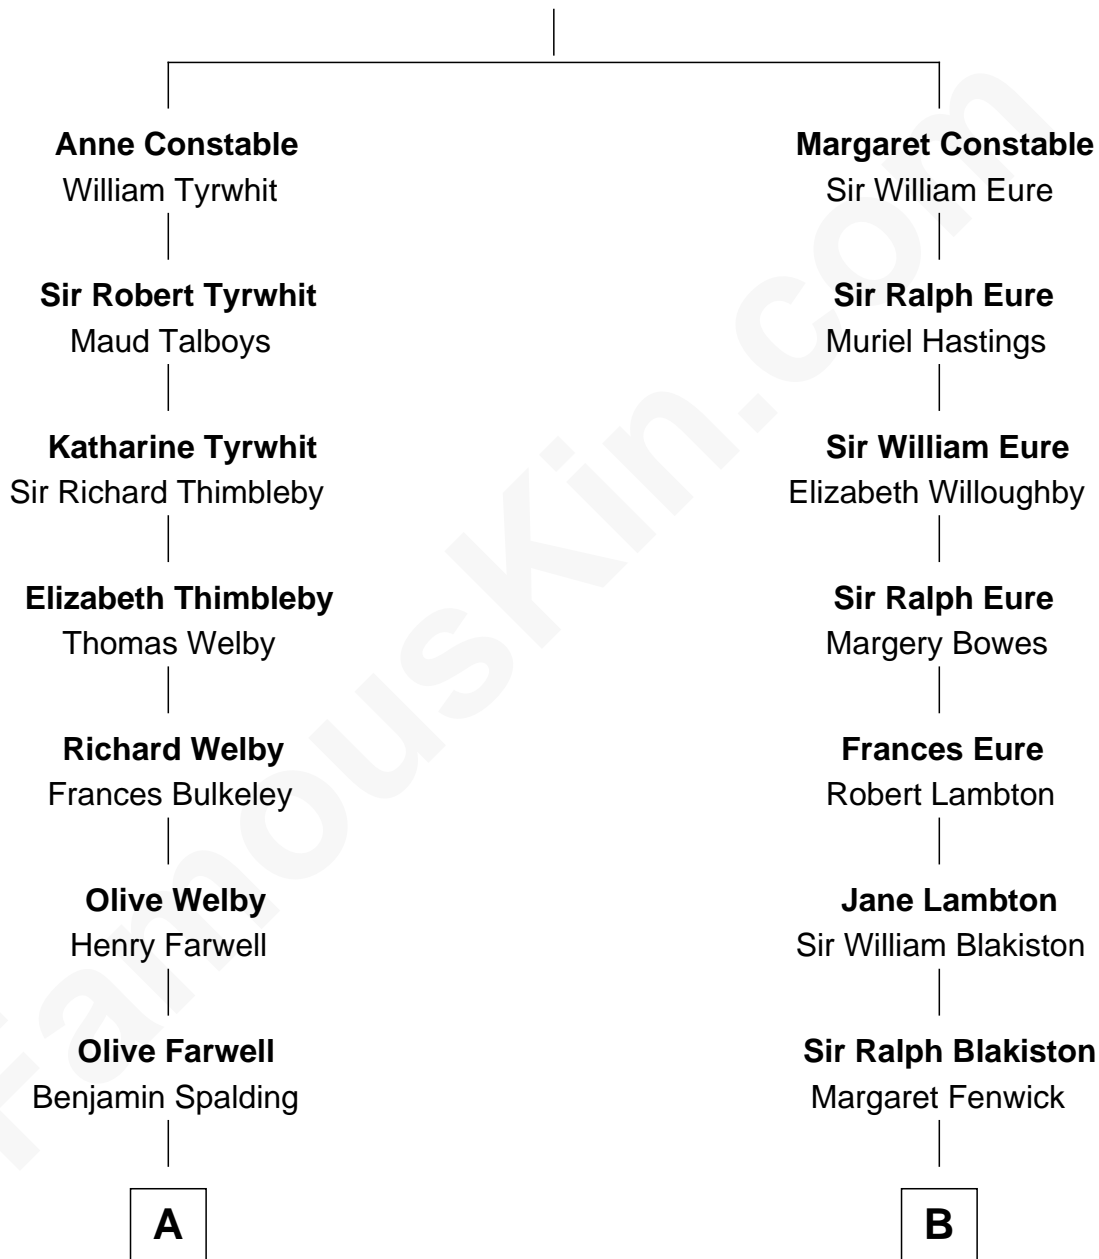 Anne Constable
William Tyrwhit
Sir Robert Tyrwhit
Maud Talboys
Katharine Tyrwhit
Sir Richard Thimbleby
Elizabeth Thimbleby
Thomas Welby
Richard Welby
Frances Bulkeley
Olive Welby
Henry Farwell
Olive Farwell
Benjamin Spalding
A
Margaret Constable
Sir William Eure
Sir Ralph Eure
Muriel Hastings
Sir William Eure
Elizabeth Willoughby
Sir Ralph Eure
Margery Bowes
Frances Eure
Robert Lambton
Jane Lambton
Sir William Blakiston
Sir Ralph Blakiston
Margaret Fenwick
B
FamousKin.com